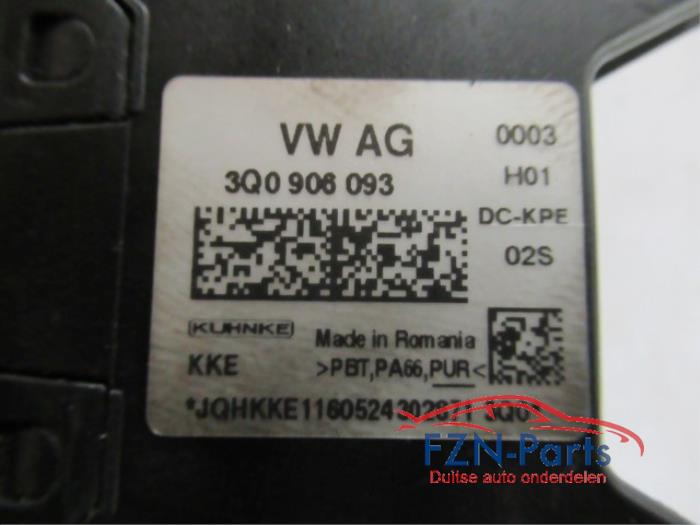 VW AG 0003
3Q0 906 093 H01
DC-KPE
02S
KUHNKE Made in Romania
KKE >PBT,PA66,PUR<
FZN-Parts
Duitse auto onderdelen